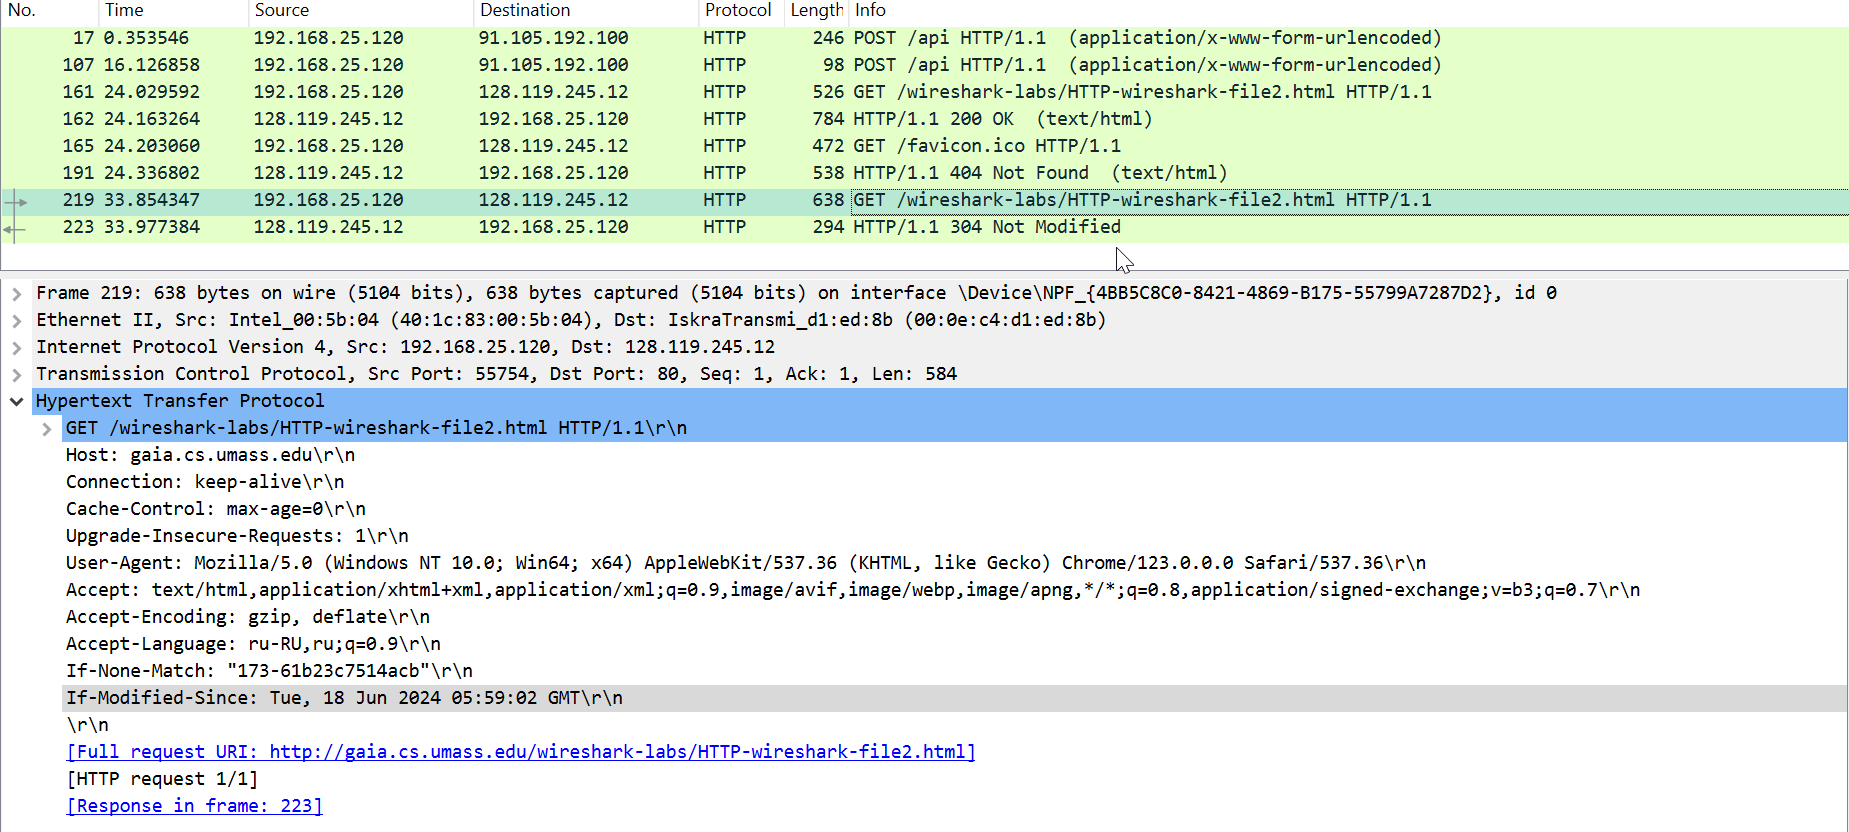 No. Time Source Destination Protocol Length Info
17 0.353546 192.168.25.120 91.105.192.100 HTTP 246 POST /api HTTP/1.1  (application/x-www-form-urlencoded)
107 16.126858 192.168.25.120 91.105.192.100 HTTP 98 POST /api HTTP/1.1  (application/x-www-form-urlencoded)
161 24.029592 192.168.25.120 128.119.245.12 HTTP 526 GET /wireshark-labs/HTTP-wireshark-file2.html HTTP/1.1
162 24.163264 128.119.245.12 192.168.25.120 HTTP 784 HTTP/1.1 200 OK  (text/html)
165 24.203060 192.168.25.120 128.119.245.12 HTTP 472 GET /favicon.ico HTTP/1.1
191 24.336802 128.119.245.12 192.168.25.120 HTTP 538 HTTP/1.1 404 Not Found  (text/html)
219 33.854347 192.168.25.120 128.119.245.12 HTTP 638 GET /wireshark-labs/HTTP-wireshark-file2.html HTTP/1.1
223 33.977384 128.119.245.12 192.168.25.120 HTTP 294 HTTP/1.1 304 Not Modified
Frame 219: 638 bytes on wire (5104 bits), 638 bytes captured (5104 bits) on interface \Device\NPF_{4BB5C8C0-8421-4869-B175-55799A7287D2}, id 0
Ethernet II, Src: Intel_00:5b:04 (40:1c:83:00:5b:04), Dst: IskraTransmi_d1:ed:8b (00:0e:c4:d1:ed:8b)
Internet Protocol Version 4, Src: 192.168.25.120, Dst: 128.119.245.12
Transmission Control Protocol, Src Port: 55754, Dst Port: 80, Seq: 1, Ack: 1, Len: 584
Hypertext Transfer Protocol
GET /wireshark-labs/HTTP-wireshark-file2.html HTTP/1.1\r\n
Host: gaia.cs.umass.edu\r\n
Connection: keep-alive\r\n
Cache-Control: max-age=0\r\n
Upgrade-Insecure-Requests: 1\r\n
User-Agent: Mozilla/5.0 (Windows NT 10.0; Win64; x64) AppleWebKit/537.36 (KHTML, like Gecko) Chrome/123.0.0.0 Safari/537.36\r\n
Accept: text/html,application/xhtml+xml,application/xml;q=0.9,image/avif,image/webp,image/apng,*/*;q=0.8,application/signed-exchange;v=b3;q=0.7\r\n
Accept-Encoding: gzip, deflate\r\n
Accept-Language: ru-RU,ru;q=0.9\r\n
If-None-Match: "173-61b23c7514acb"\r\n
If-Modified-Since: Tue, 18 Jun 2024 05:59:02 GMT\r\n
\r\n
[Full request URI: http://gaia.cs.umass.edu/wireshark-labs/HTTP-wireshark-file2.html]
[HTTP request 1/1]
[Response in frame: 223]